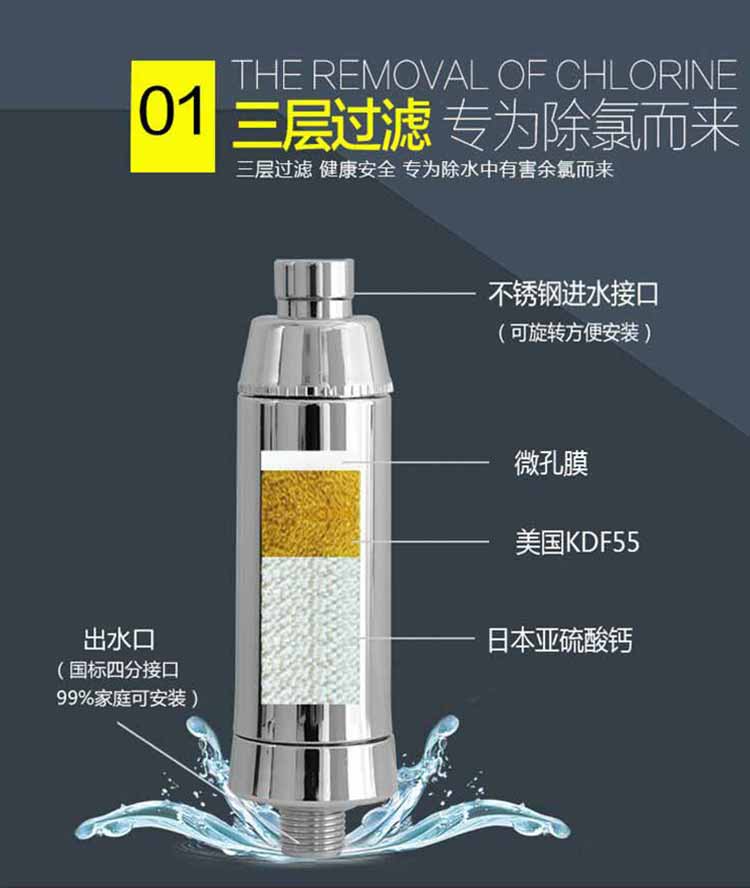 01
THE REMOVAL OF CHLORINE
三层过滤 专为除氯而来
三层过滤 健康安全 专为除水中有害余氯而来
不锈钢进水接口
（可旋转方便安装）
微孔膜
美国KDF55
日本亚硫酸钙
出水口
（国标四分接口
99%家庭可安装）